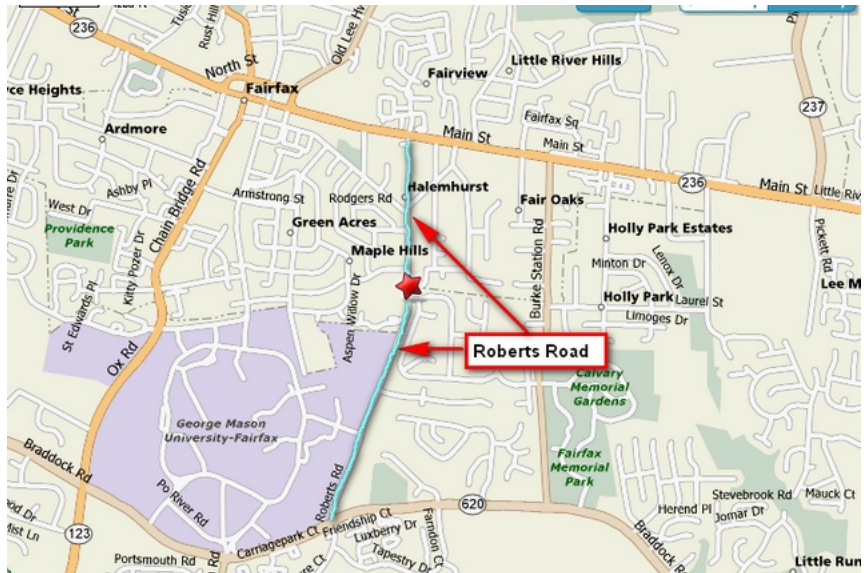 236
North St
Old Lee Hw
Little River Hills
Fairview
Fairfax
237
Main St
Fairfax Sq
Main St
Ardmore
Chain Bridge Rd
Ashby Pl
Armstrong St
Rodgers Rd
Halemhurst
236
Main St
Little Riv
West Dr
Providence
Park
Kitty Pozer Dr
Green Acres
Fair Oaks
Burke Station Rd
Holly Park Estates
Pickett Rd
Maple Hills
Minton Dr
Lenox Dr
Lee M
St Edwards Pl
Aspen Willow Dr
Holly Park
Laurel St
Limoges Dr
Ox Rd
Roberts Road
Calvary
Memorial
Gardens
George Mason
University-Fairfax
Braddock Rd
Fairfax
Memorial
Park
Po River Rd
Roberts Rd
620
Stevebrook Rd
Mauck Ct
Herend Pl
Jomar Dr
123
Mist Ln
Carriagepark Ct
Friendship Ct
Luxberry Dr
Farndon Ct
Braddock Rd
Portsmouth Rd
Tapestry Dr
Little Run